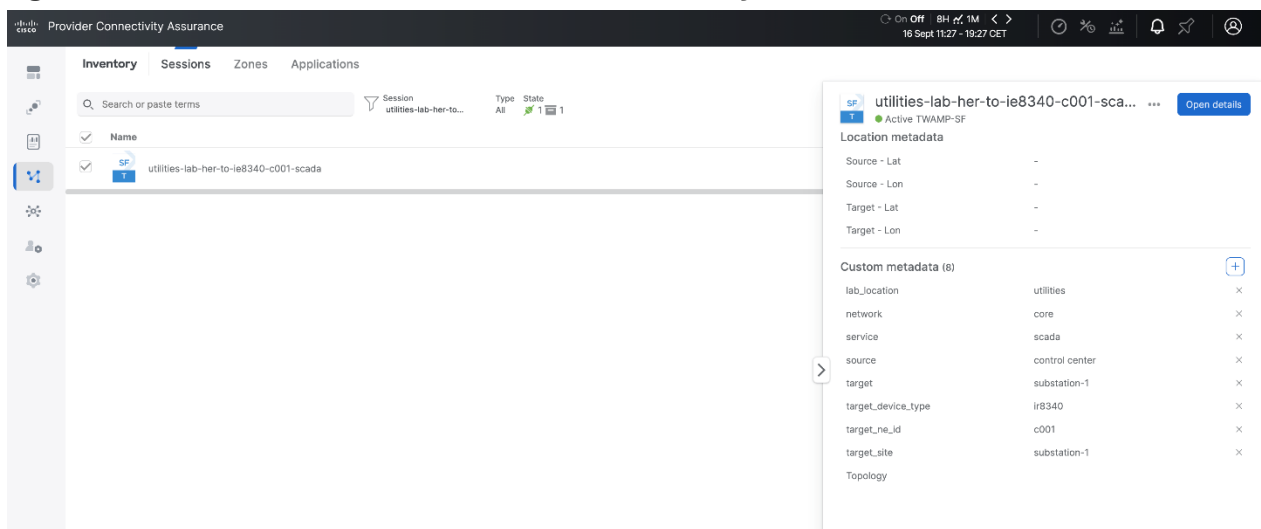 cisco Provider Connectivity Assurance
On Off 8H 1M < >
16 Sept 11:27 - 19:27 CET
Inventory Sessions Zones Applications
Search or paste terms
Session
utilities-lab-her-to...
Type
All
State
1 1
Name
SF
T
utilities-lab-her-to-ie8340-c001-scada
SF
T
utilities-lab-her-to-ie8340-c001-sca... ... Open details
Active TWAMP-SF
Location metadata
Source - Lat -
Source - Lon -
Target - Lat -
Target - Lon -
Custom metadata (8) +
lab_location utilities ×
network core ×
service scada ×
source control center ×
target substation-1 ×
target_device_type ir8340 ×
target_ne_id c001 ×
target_site substation-1 ×
Topology